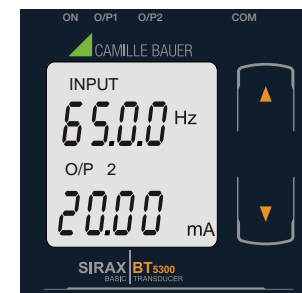 ON O/P1 O/P2 COM
CAMILLE BAUER
INPUT
65.0.0 Hz
O/P 2
20.00 mA
SIRAX BT5300
BASIC TRANSDUCER